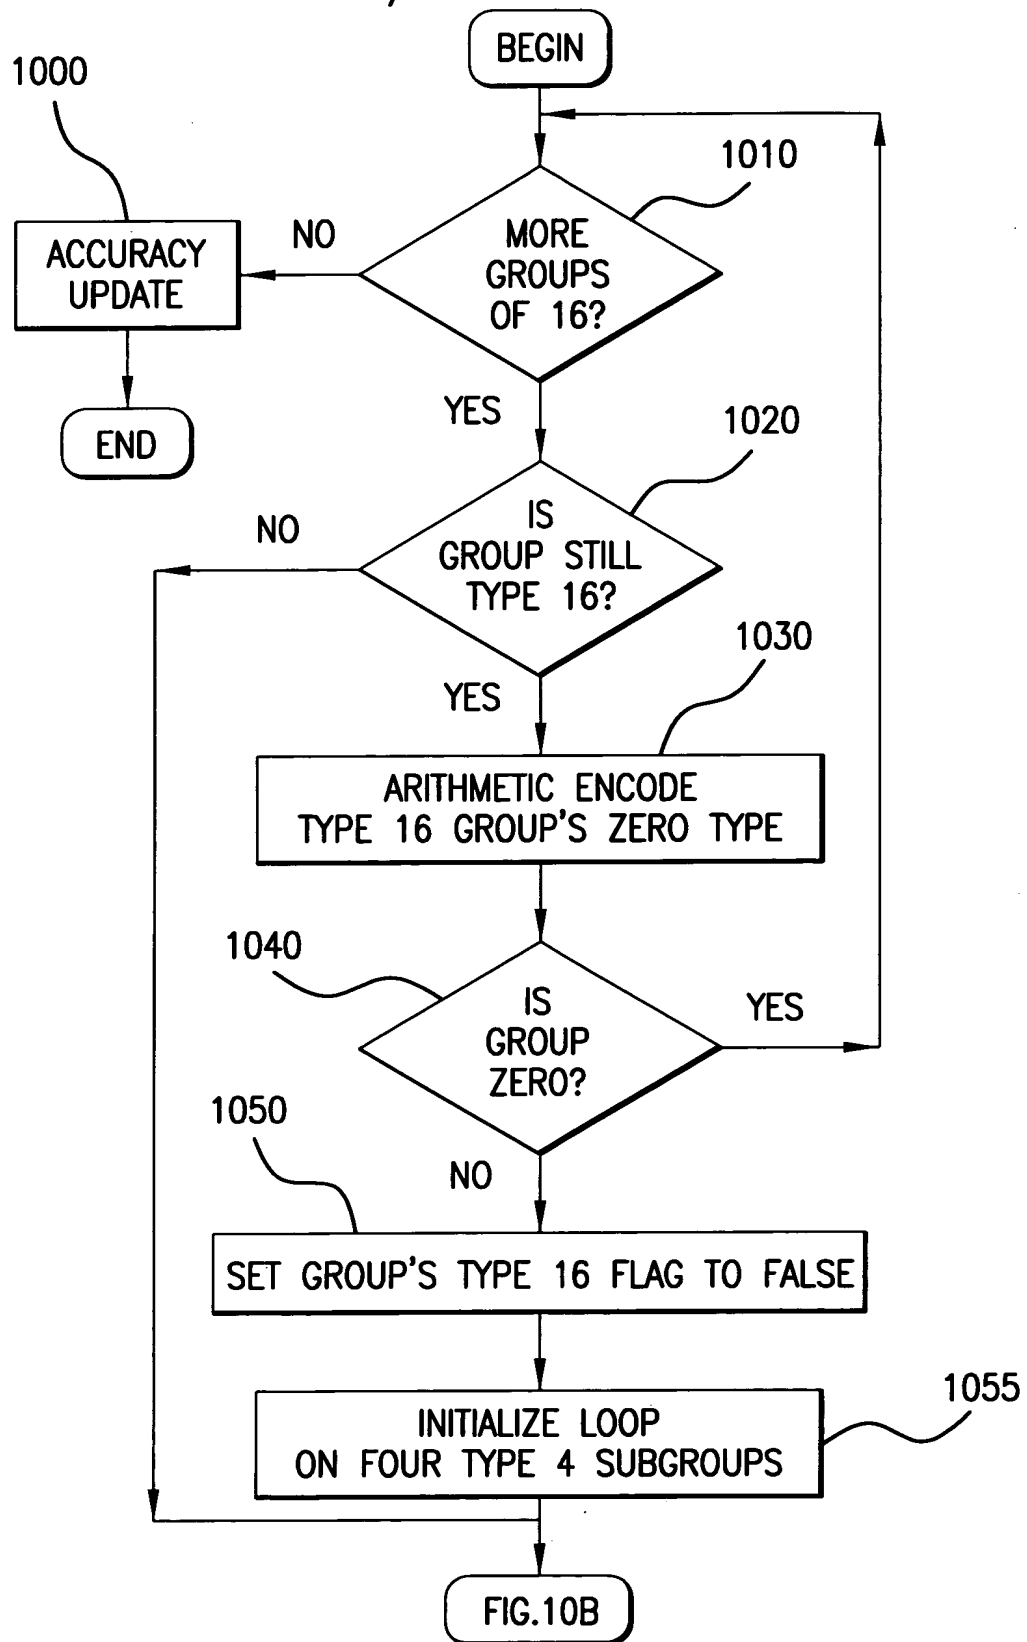 BEGIN
1000
1010
MORE
GROUPS
OF 16?
NO
ACCURACY
UPDATE
YES
END
1020
IS
GROUP STILL
TYPE 16?
NO
YES
1030
ARITHMETIC ENCODE
TYPE 16 GROUP'S ZERO TYPE
1040
IS
GROUP
ZERO?
YES
1050
NO
SET GROUP'S TYPE 16 FLAG TO FALSE
1055
INITIALIZE LOOP
ON FOUR TYPE 4 SUBGROUPS
FIG.10B